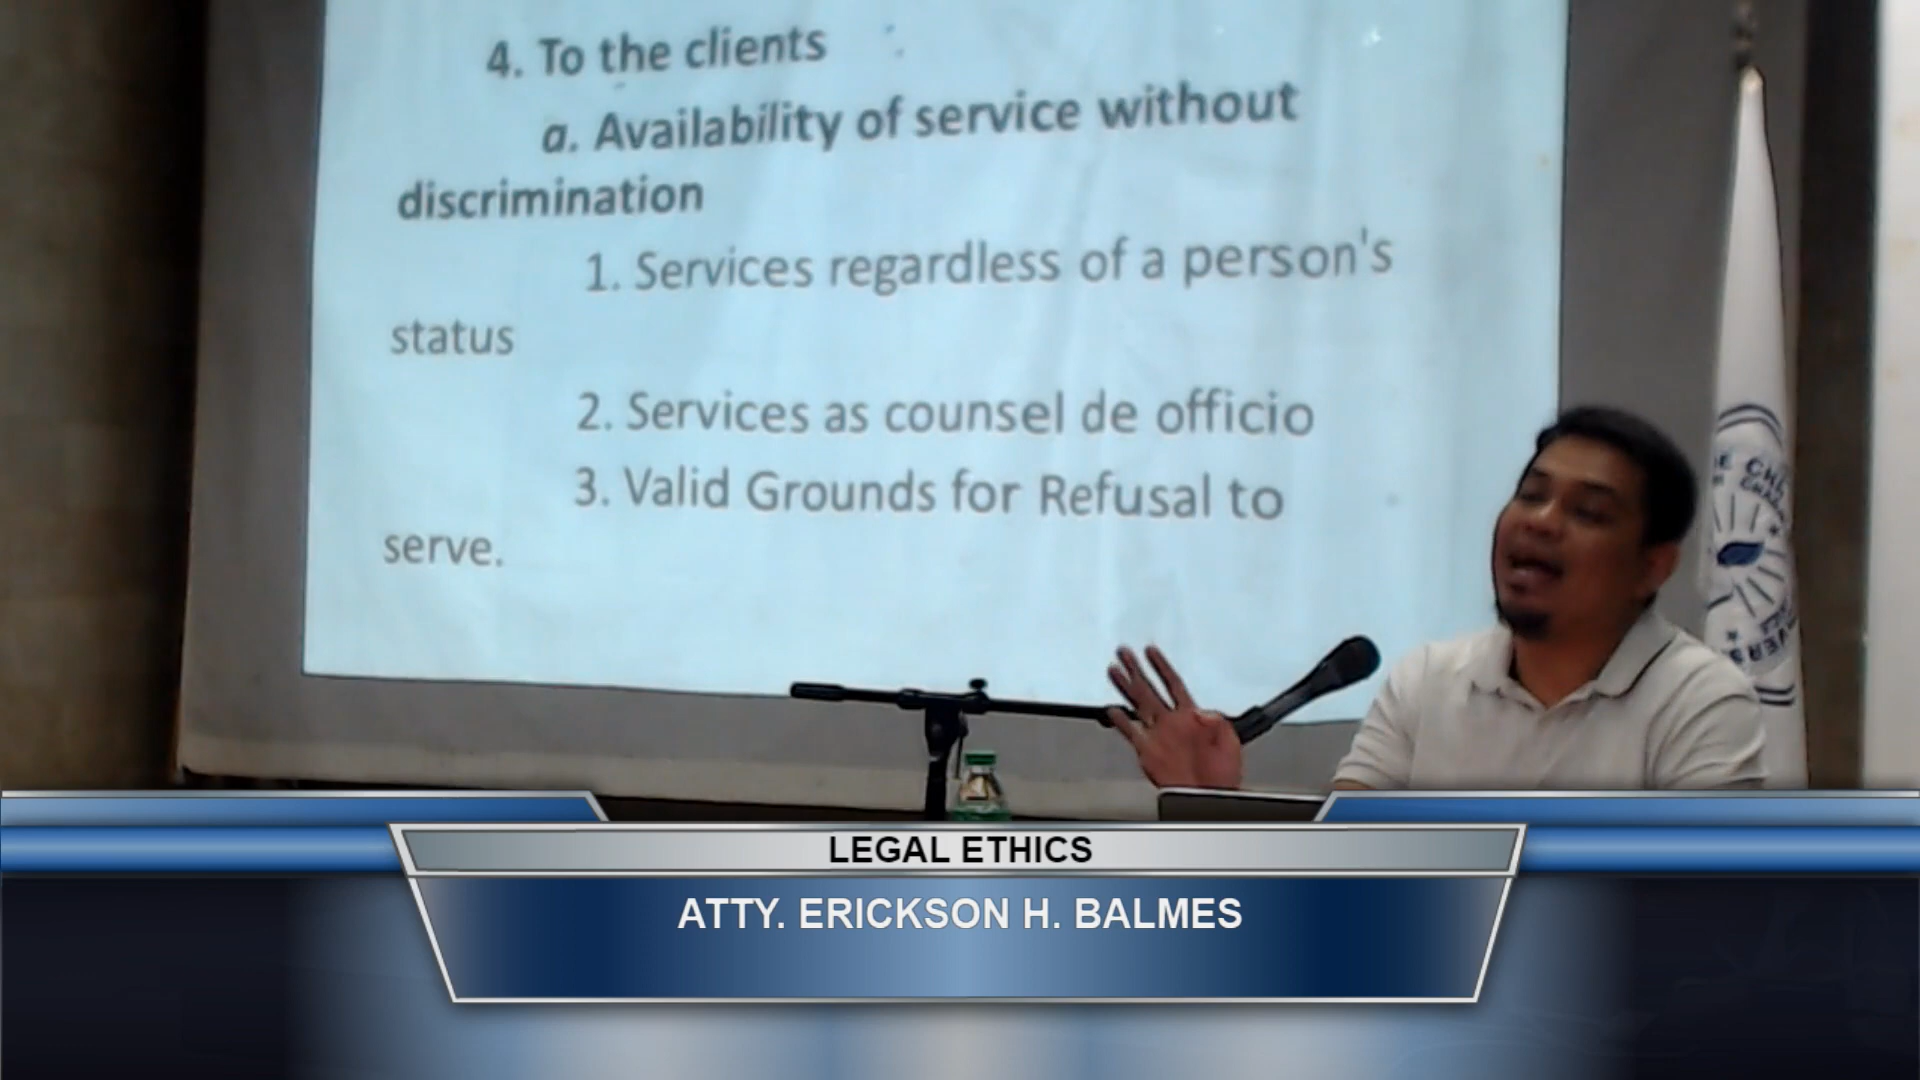 4. To the clients
a. Availability of service without
discrimination
1. Services regardless of a person's
status
2. Services as counsel de officio
3. Valid Grounds for Refusal to
serve.
LEGAL ETHICS
ATTY. ERICKSON H. BALMES